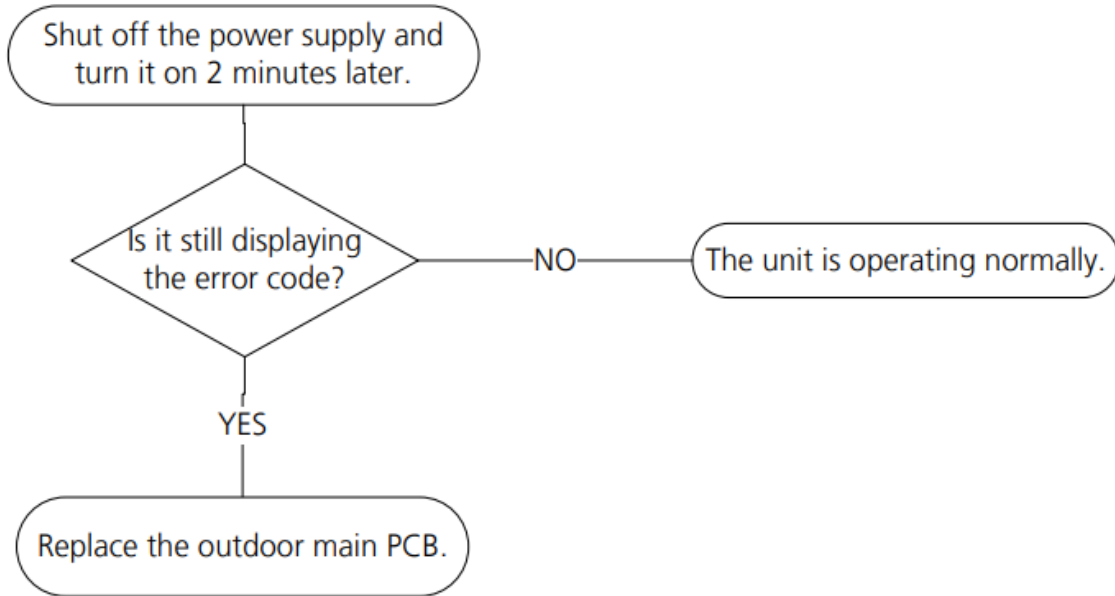 Shut off the power supply and
turn it on 2 minutes later.
Is it still displaying
the error code?
NO
The unit is operating normally.
YES
Replace the outdoor main PCB.